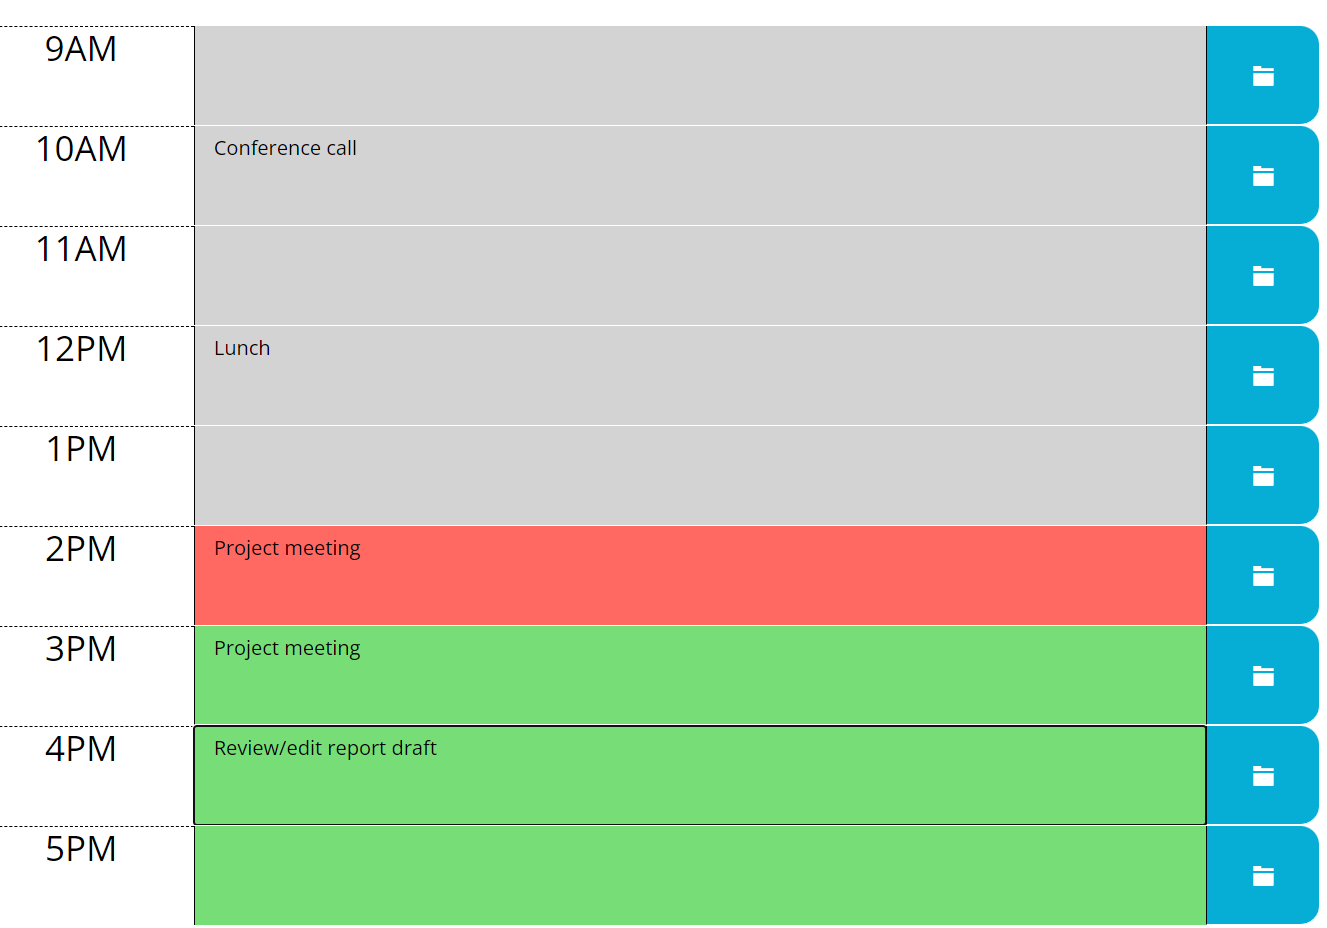 9AM
10AM Conference call
11AM
12PM Lunch
1PM
2PM Project meeting
3PM Project meeting
4PM Review/edit report draft
5PM